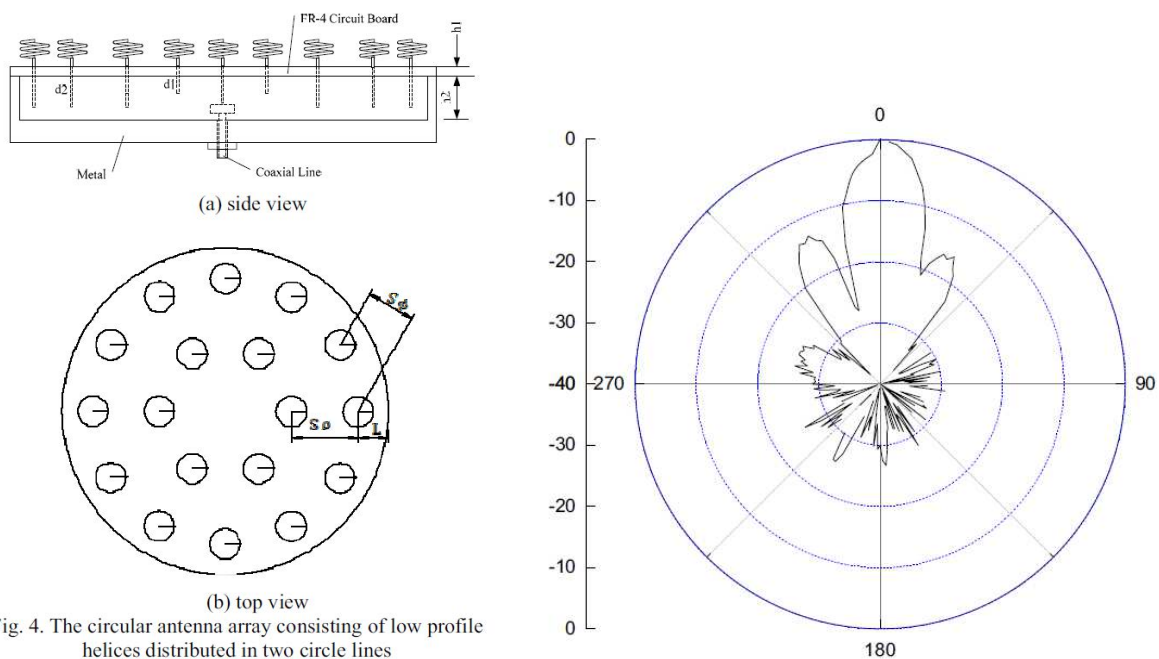 FR-4 Circuit Board
h1
d2
d1
h2
Metal
Coaxial Line
(a) side view
Sϕ
Sρ
L
(b) top view
ig. 4. The circular antenna array consisting of low profile
helices distributed in two circle lines
0
0
-10
-20
-30
-40
270
90
-30
-20
-10
0
180